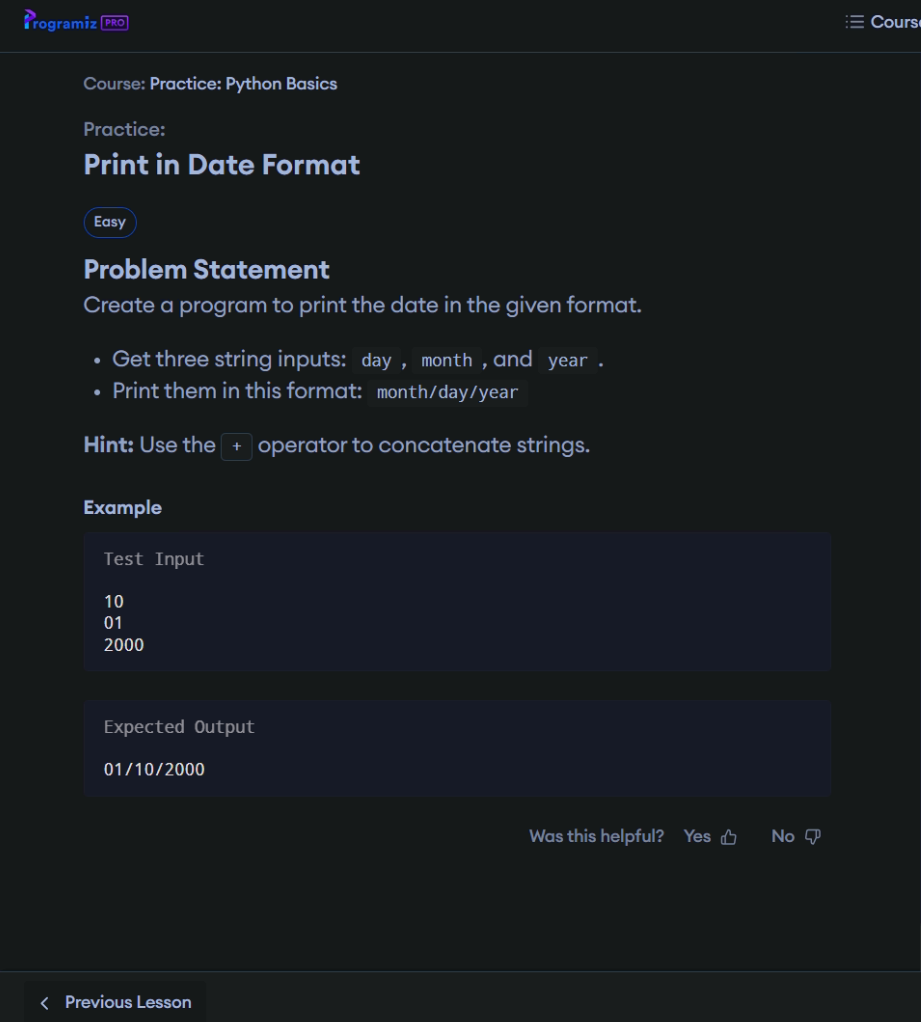 Programiz PRO
Cours
Course: Practice: Python Basics
Practice:
Print in Date Format
Easy
Problem Statement
Create a program to print the date in the given format.
• Get three string inputs: day , month , and year .
• Print them in this format: month/day/year
Hint: Use the + operator to concatenate strings.
Example
Test Input
10
01
2000
Expected Output
01/10/2000
Was this helpful? Yes No
Previous Lesson